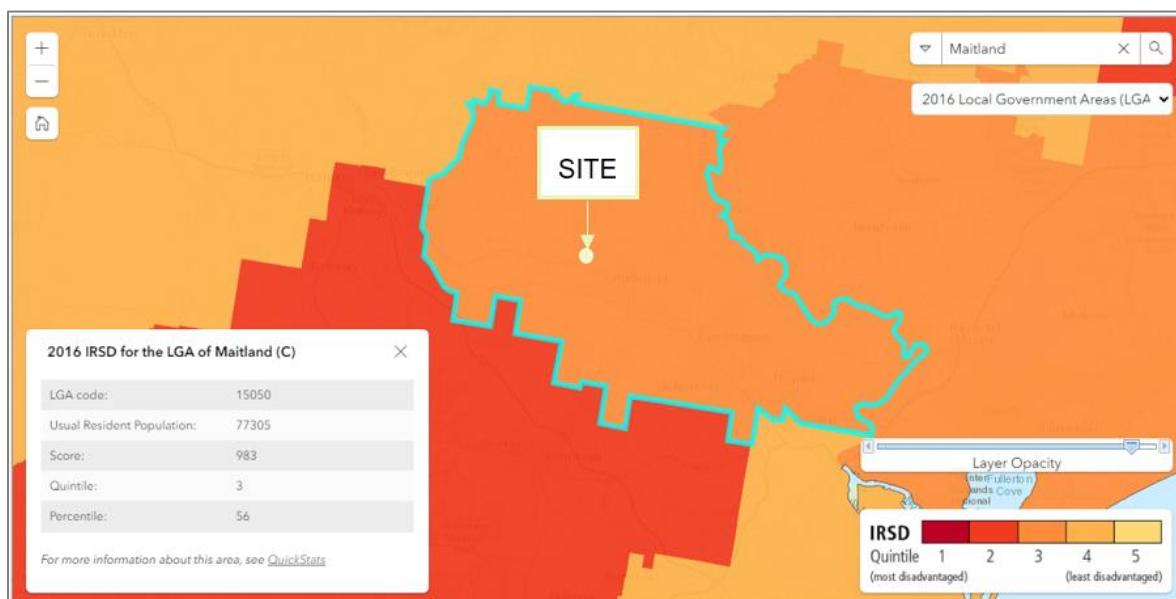 +
−
Maitland
2016 Local Government Areas (LGA
SITE
2016 IRSD for the LGA of Maitland (C)
LGA code: 15050
Usual Resident Population: 77305
Score: 983
Quintile: 3
Percentile: 56
For more information about this area, see QuickStats
Layer Opacity
Fullerton
Cove
IRSD
Quintile 1 2 3 4 5
(most disadvantaged) (least disadvantaged)